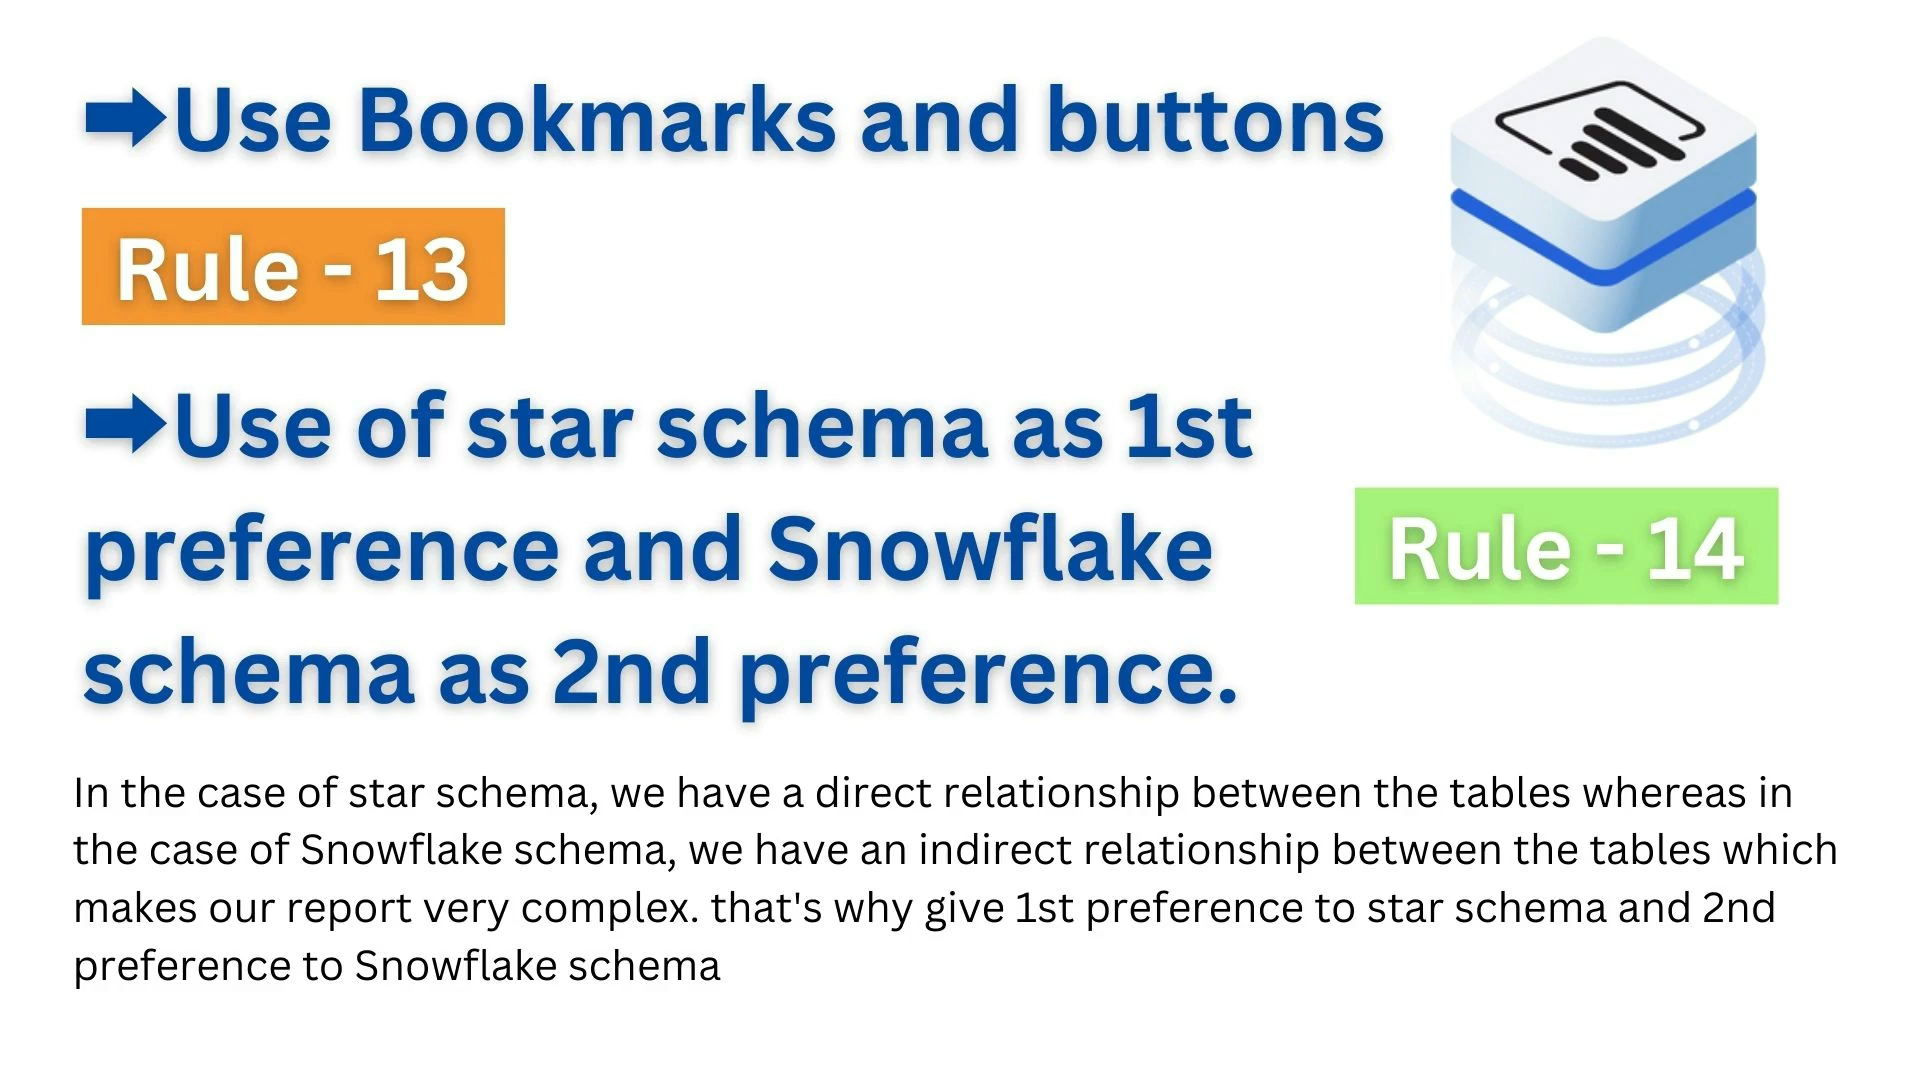 ➡Use Bookmarks and buttons
Rule - 13
➡Use of star schema as 1st
preference and Snowflake
schema as 2nd preference.
Rule - 14
In the case of star schema, we have a direct relationship between the tables whereas in
the case of Snowflake schema, we have an indirect relationship between the tables which
makes our report very complex. that's why give 1st preference to star schema and 2nd
preference to Snowflake schema